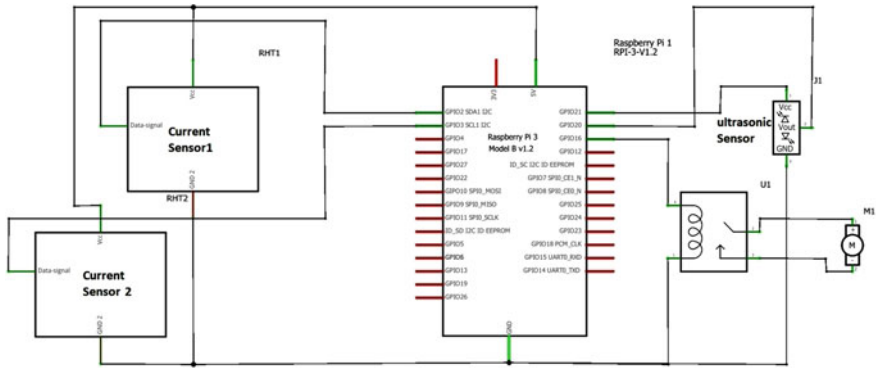 RHT1
Vcc
Data-signal
Current
Sensor1
GND 2
RHT2
Vcc
Data-signal
Current
Sensor 2
GND 2
3V3
5V
Raspberry Pi 3
Model B v1.2
GPIO2 SDA1 I2C
GPIO3 SCL1 I2C
GPIO4
GPIO17
GPIO27
GPIO22
GPIO10 SPI0_MOSI
GPIO9 SPI0_MISO
GPIO11 SPI0_SCLK
ID_SD I2C ID EEPROM
GPIO5
GPIO6
GPIO13
GPIO19
GPIO26
GPIO21
GPIO20
GPIO16
GPIO12
ID_SC I2C ID EEPROM
GPIO7 SPI0_CE1_N
GPIO8 SPI0_CE0_N
GPIO25
GPIO24
GPIO23
GPIO18 PCM_CLK
GPIO15 UART0_RXD
GPIO14 UART0_TXD
GND
Raspberry Pi 1
RPI-3-V1.2
J1
ultrasonic
Sensor
Vcc
Vout
GND
U1
M1
M